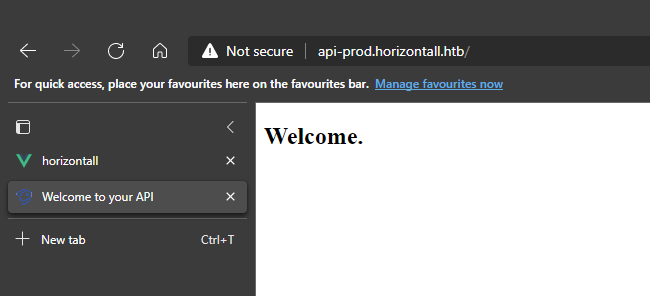 Not secure api-prod.horizontall.htb/
For quick access, place your favourites here on the favourites bar. Manage favourites now
horizontall
Welcome to your API
New tab Ctrl+T
Welcome.